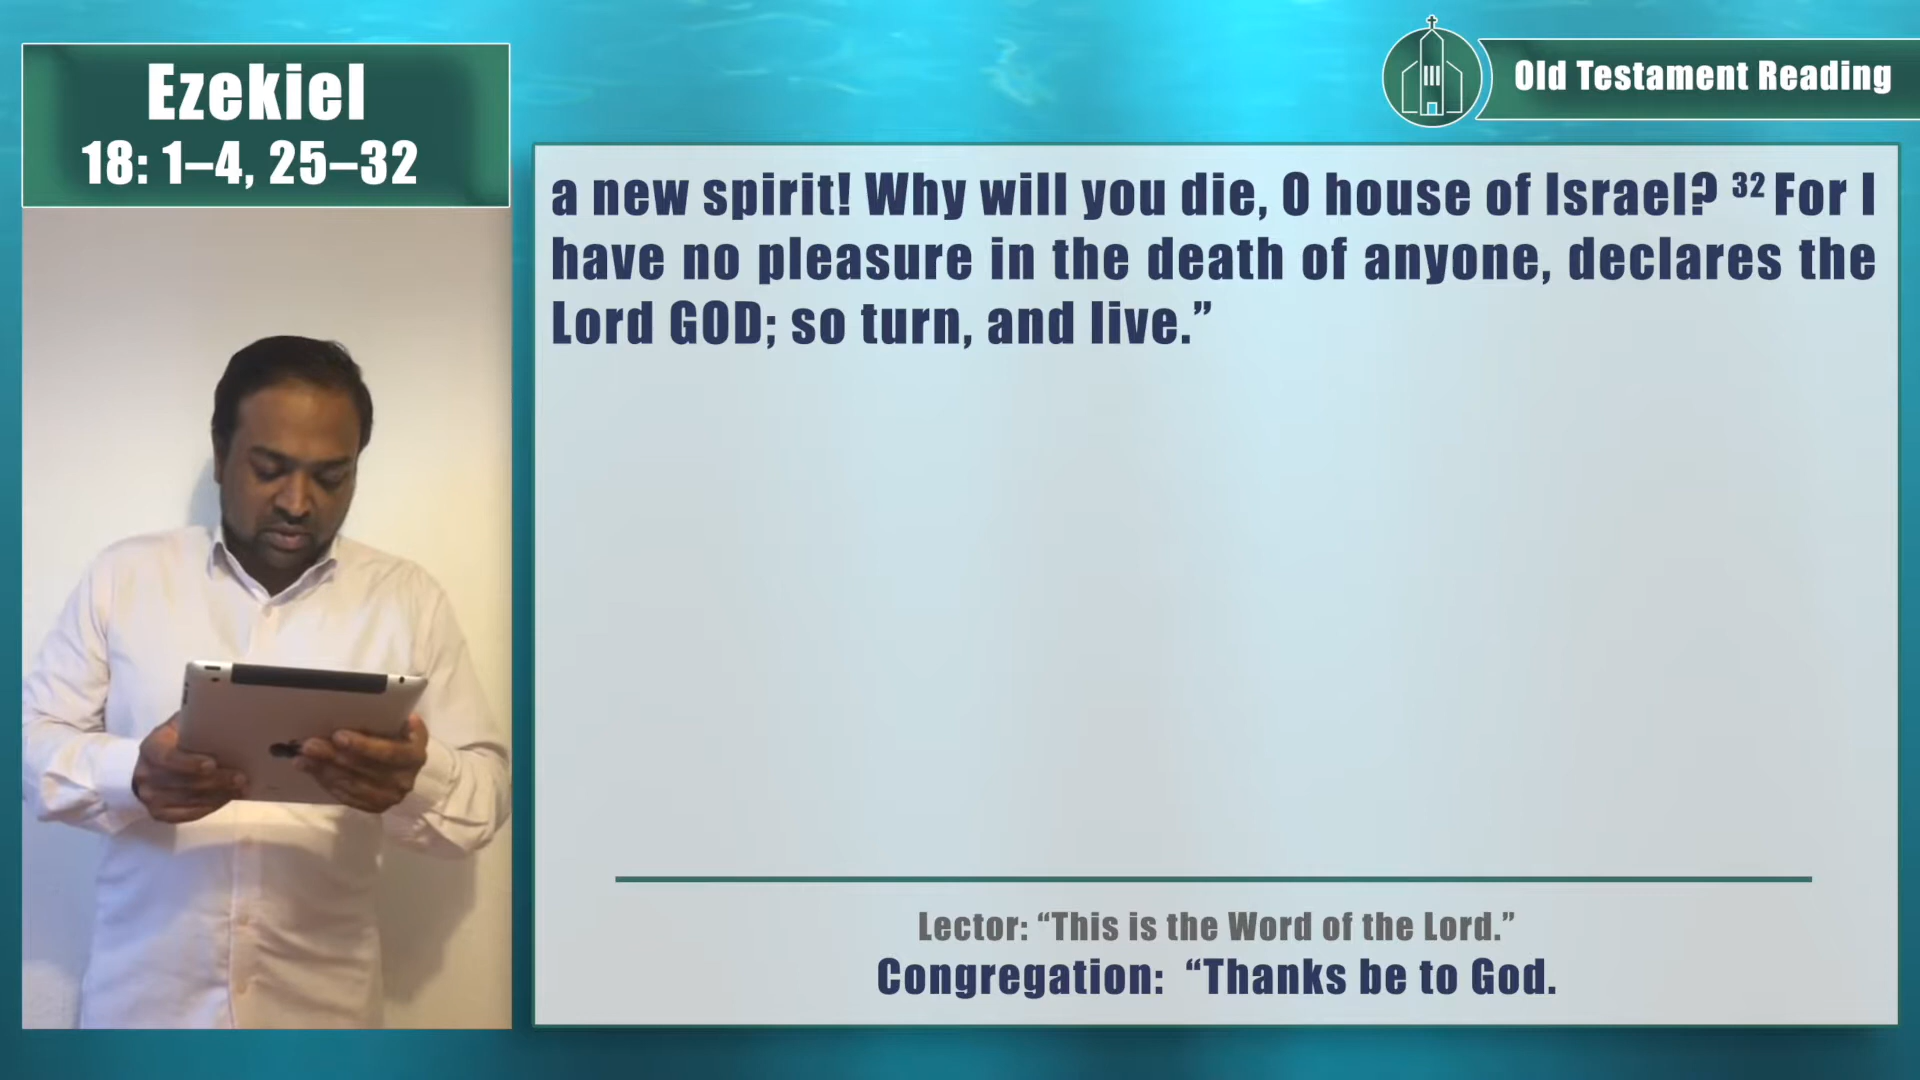 Ezekiel
18: 1–4, 25–32
Old Testament Reading
a new spirit! Why will you die, O house of Israel? ³² For I
have no pleasure in the death of anyone, declares the
Lord GOD; so turn, and live.”
Lector: “This is the Word of the Lord.”
Congregation:  “Thanks be to God.